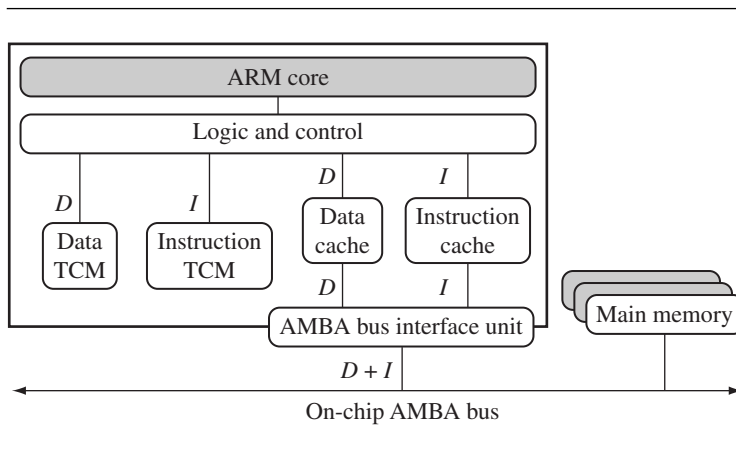 ARM core
Logic and control
D
I
D
I
Data
TCM
Instruction
TCM
Data
cache
Instruction
cache
D
I
AMBA bus interface unit
Main memory
D + I
On-chip AMBA bus